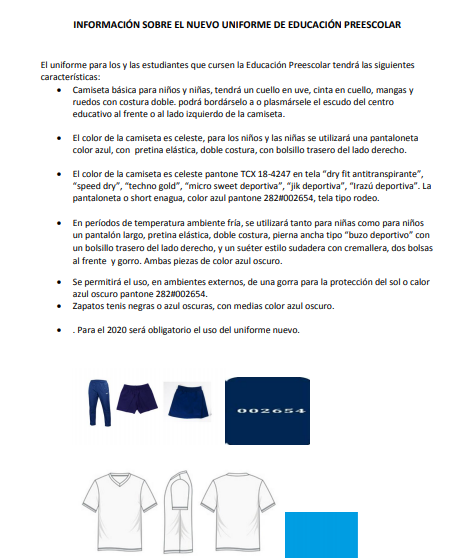 INFORMACIÓN SOBRE EL NUEVO UNIFORME DE EDUCACIÓN PREESCOLAR
El uniforme para los y las estudiantes que cursen la Educación Preescolar tendrá las siguientes
características:
• Camiseta básica para niños y niñas, tendrá un cuello en uve, cinta en cuello, mangas y
ruedos con costura doble. podrá bordárselo a o plasmársele el escudo del centro
educativo al frente o al lado izquierdo de la camiseta.
• El color de la camiseta es celeste, para los niños y las niñas se utilizará una pantaloneta
color azul, con pretina elástica, doble costura, con bolsillo trasero del lado derecho.
• El color de la camiseta es celeste pantone TCX 18-4247 en tela “dry fit antitranspirante”,
“speed dry”, “techno gold”, “micro sweet deportiva”, “jik deportiva”, “Irazú deportiva”. La
pantaloneta o short enagua, color azul pantone 282#002654, tela tipo rodeo.
• En períodos de temperatura ambiente fría, se utilizará tanto para niñas como para niños
un pantalón largo, pretina elástica, doble costura, pierna ancha tipo “buzo deportivo” con
un bolsillo trasero del lado derecho, y un suéter estilo sudadera con cremallera, dos bolsas
al frente y gorro. Ambas piezas de color azul oscuro.
• Se permitirá el uso, en ambientes externos, de una gorra para la protección del sol o calor
azul oscuro pantone 282#002654.
• Zapatos tenis negras o azul oscuras, con medias color azul oscuro.
• . Para el 2020 será obligatorio el uso del uniforme nuevo.
002654